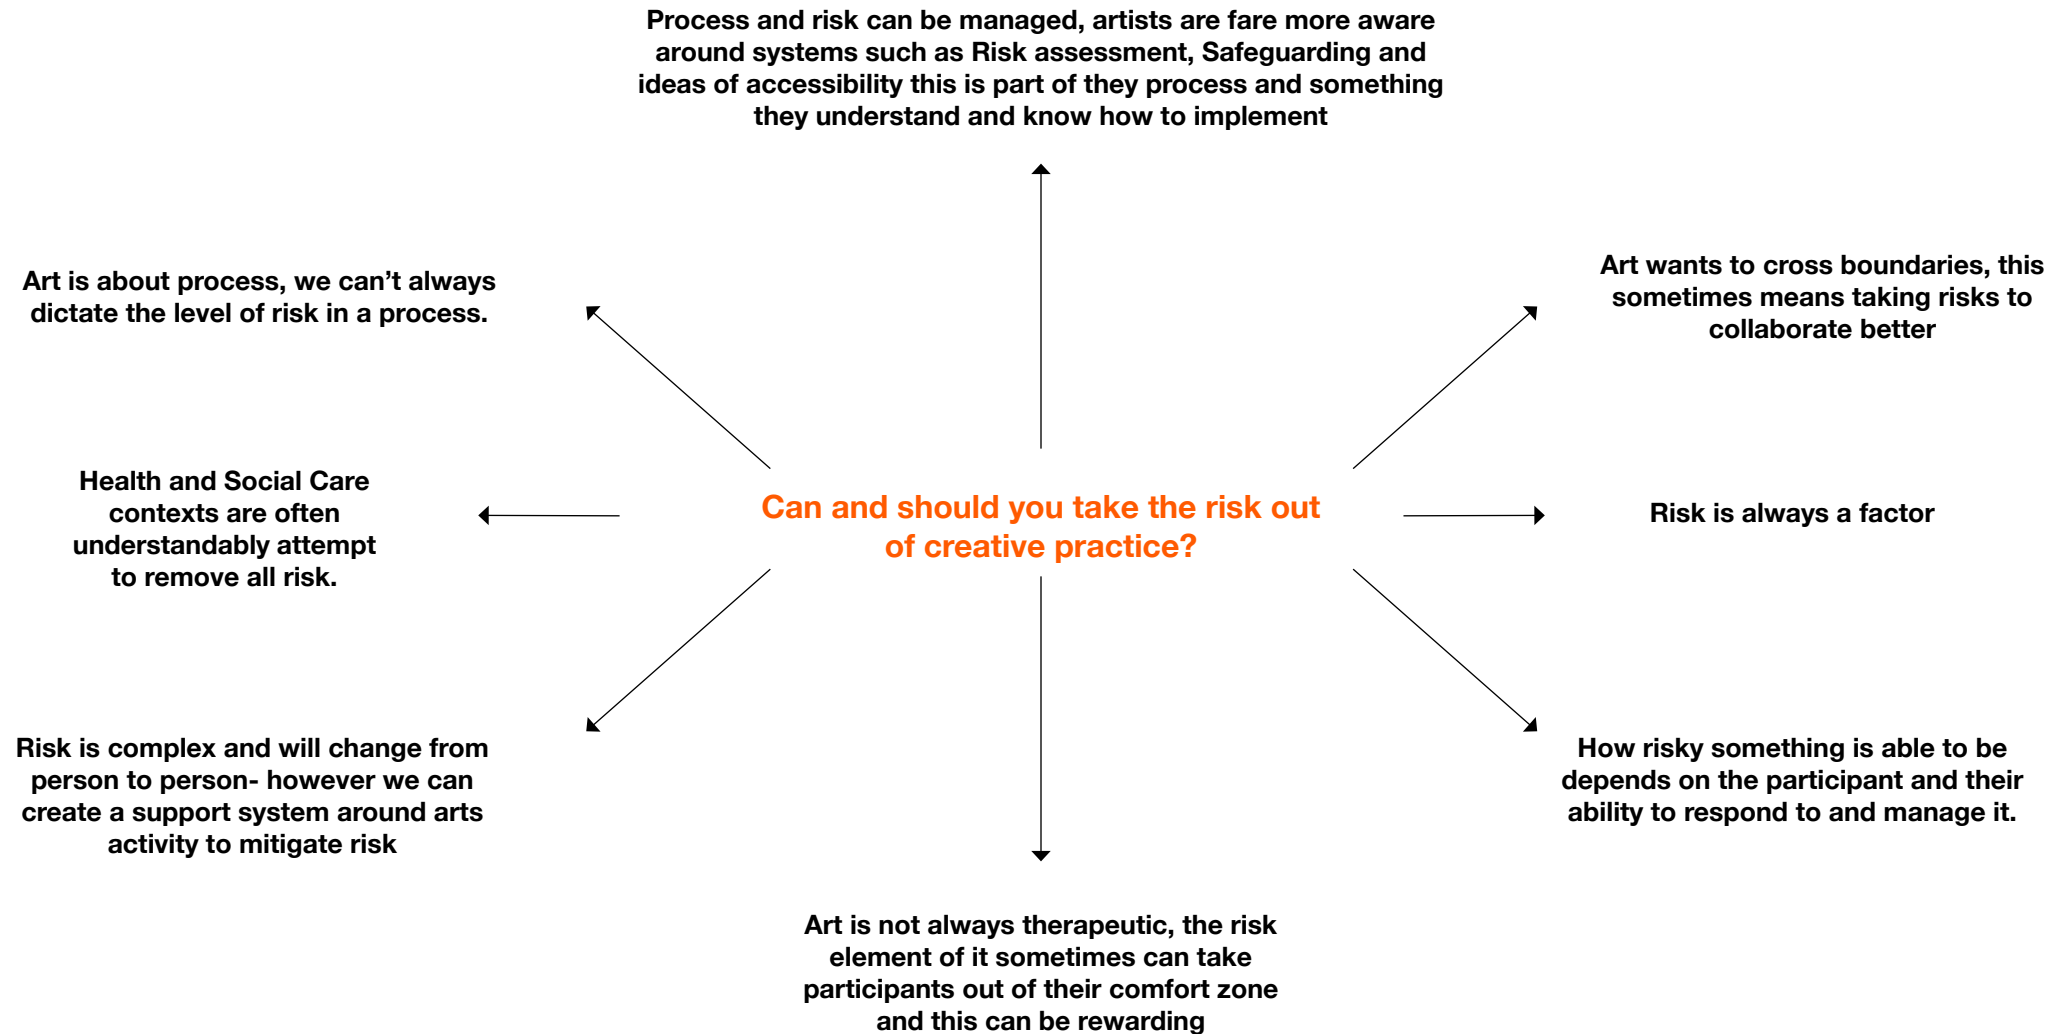 Process and risk can be managed, artists are fare more aware
around systems such as Risk assessment, Safeguarding and
ideas of accessibility this is part of they process and something
they understand and know how to implement
Art is about process, we can’t always
dictate the level of risk in a process.
Art wants to cross boundaries, this
sometimes means taking risks to
collaborate better
Health and Social Care
contexts are often
understandably attempt
to remove all risk.
Can and should you take the risk out
of creative practice?
Risk is always a factor
Risk is complex and will change from
person to person- however we can
create a support system around arts
activity to mitigate risk
How risky something is able to be
depends on the participant and their
ability to respond to and manage it.
Art is not always therapeutic, the risk
element of it sometimes can take
participants out of their comfort zone
and this can be rewarding